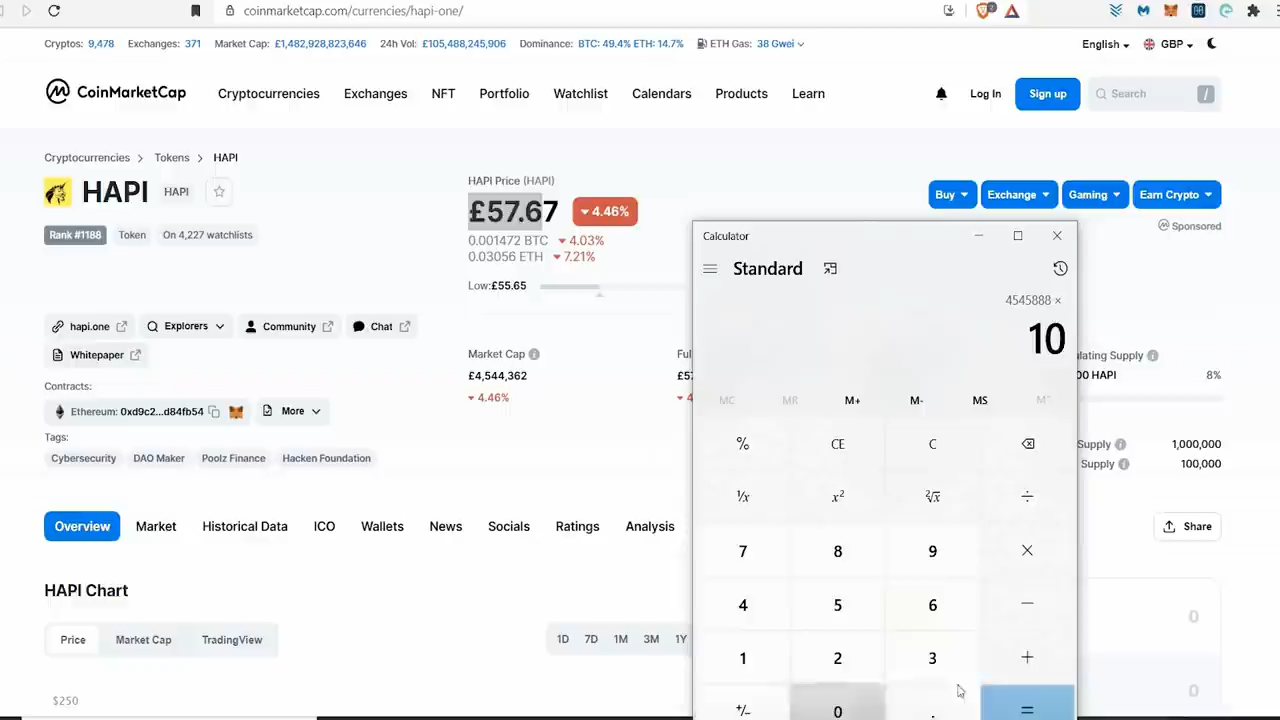 coinmarketcap.com/currencies/hapi-one/
Cryptos: 9,478 Exchanges: 371 Market Cap: £1,482,928,823,646 24h Vol: £105,488,245,906 Dominance: BTC: 49.4% ETH: 14.7% ETH Gas: 38 Gwei English GBP
CoinMarketCap Cryptocurrencies Exchanges NFT Portfolio Watchlist Calendars Products Learn Log In Sign up Search /
Cryptocurrencies > Tokens > HAPI
HAPI HAPI
Rank #1188 Token On 4,227 watchlists
HAPI Price (HAPI)
£57.67 4.46%
0.001472 BTC 4.03%
0.03056 ETH 7.21%
Low:£55.65
Buy Exchange Gaming Earn Crypto
Sponsored
hapi.one Explorers Community Chat
Whitepaper
Contracts:
Ethereum: 0xd9c2...d84fb54 More
Tags:
Cybersecurity DAO Maker Poolz Finance Hacken Foundation
Market Cap
£4,544,362
4.46%
Ful
£57
4
ulating Supply
00 HAPI 8%
Supply 1,000,000
Supply 100,000
Calculator
Standard
4545888 ×
10
MC MR M+ M- MS
% CE C
¹/x x² ²√x ÷
7 8 9 ×
4 5 6 −
1 2 3 +
+/− 0 . =
Overview Market Historical Data ICO Wallets News Socials Ratings Analysis Share
HAPI Chart
Price Market Cap TradingView 1D 7D 1M 3M 1Y
$250
0
0